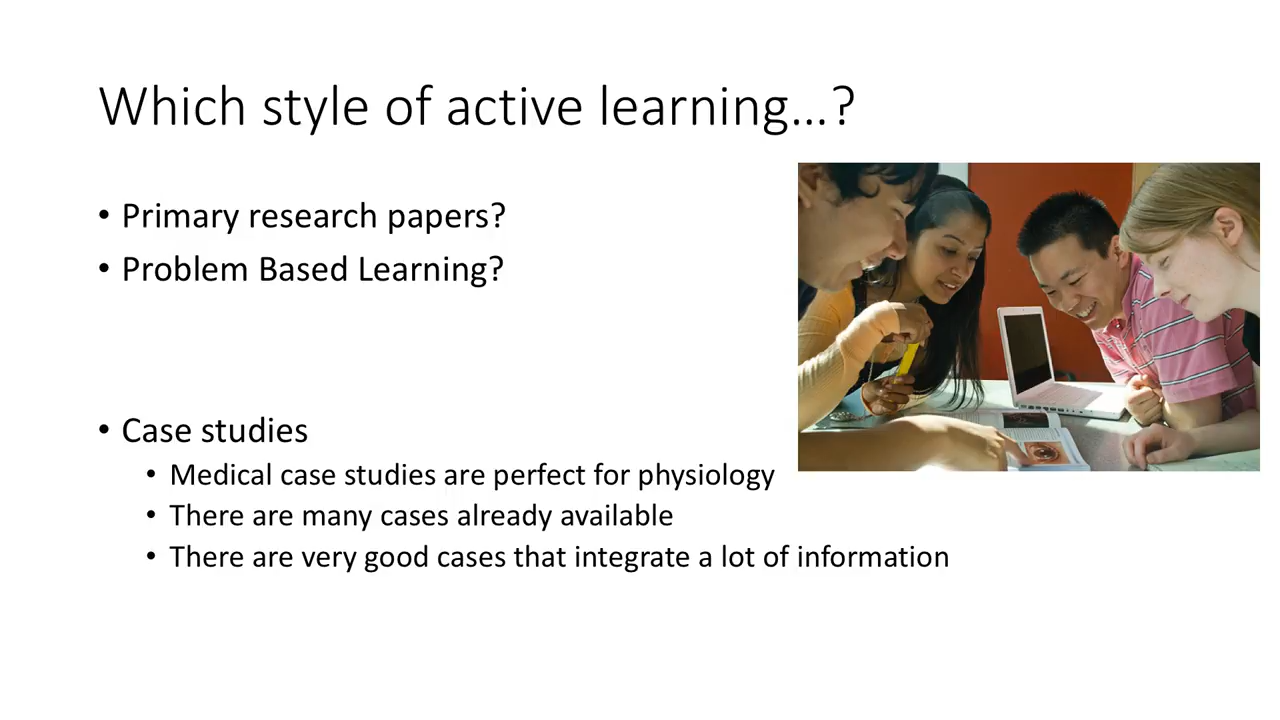 Which style of active learning…?
• Primary research papers?
• Problem Based Learning?
• Case studies
• Medical case studies are perfect for physiology
• There are many cases already available
• There are very good cases that integrate a lot of information